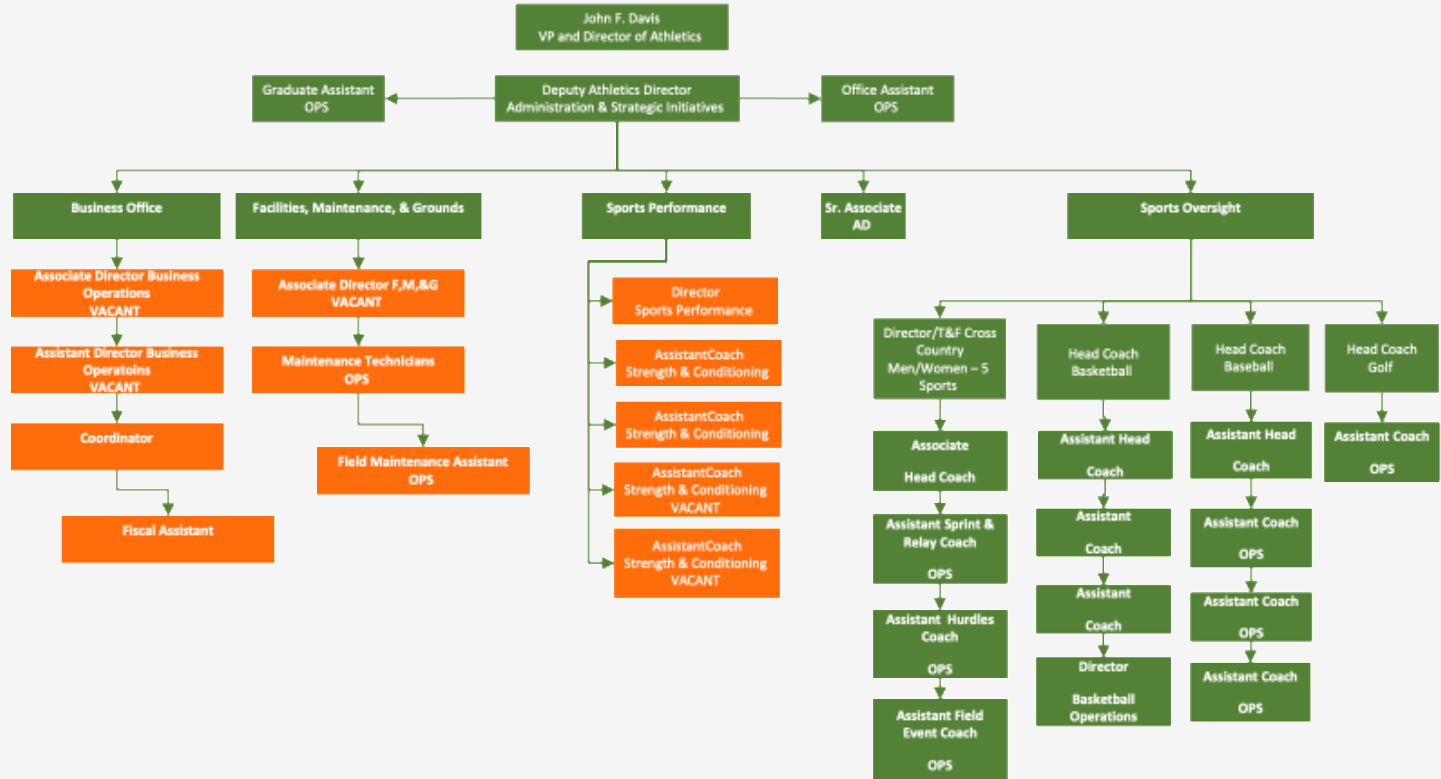 John F. Davis
VP and Director of Athletics
Graduate Assistant
OPS
Deputy Athletics Director
Administration & Strategic Initiatives
Office Assistant
OPS
Business Office
Facilities, Maintenance, & Grounds
Sports Performance
Sr. Associate
AD
Sports Oversight
Associate Director Business
Operations
VACANT
Assistant Director Business
Operatoins
VACANT
Coordinator
Fiscal Assistant
Associate Director F,M,&G
VACANT
Maintenance Technicians
OPS
Field Maintenance Assistant
OPS
Director
Sports Performance
AssistantCoach
Strength & Conditioning
AssistantCoach
Strength & Conditioning
AssistantCoach
Strength & Conditioning
VACANT
AssistantCoach
Strength & Conditioning
VACANT
Director/T&F Cross
Country
Men/Women – 5
Sports
Associate
Head Coach
Assistant Sprint &
Relay Coach
OPS
Assistant Hurdles
Coach
OPS
Assistant Field
Event Coach
OPS
Head Coach
Basketball
Assistant Head
Coach
Assistant
Coach
Assistant
Coach
Director
Basketball
Operations
Head Coach
Baseball
Assistant Head
Coach
Assistant Coach
OPS
Assistant Coach
OPS
Assistant Coach
OPS
Head Coach
Golf
Assistant Coach
OPS